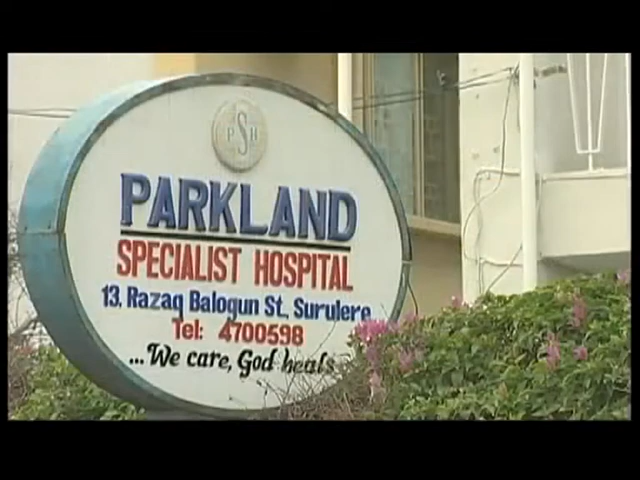 PSH
PARKLAND
SPECIALIST HOSPITAL
13, Razaq Balogun St., Surulere
Tel: 4700598
...We care, God heals